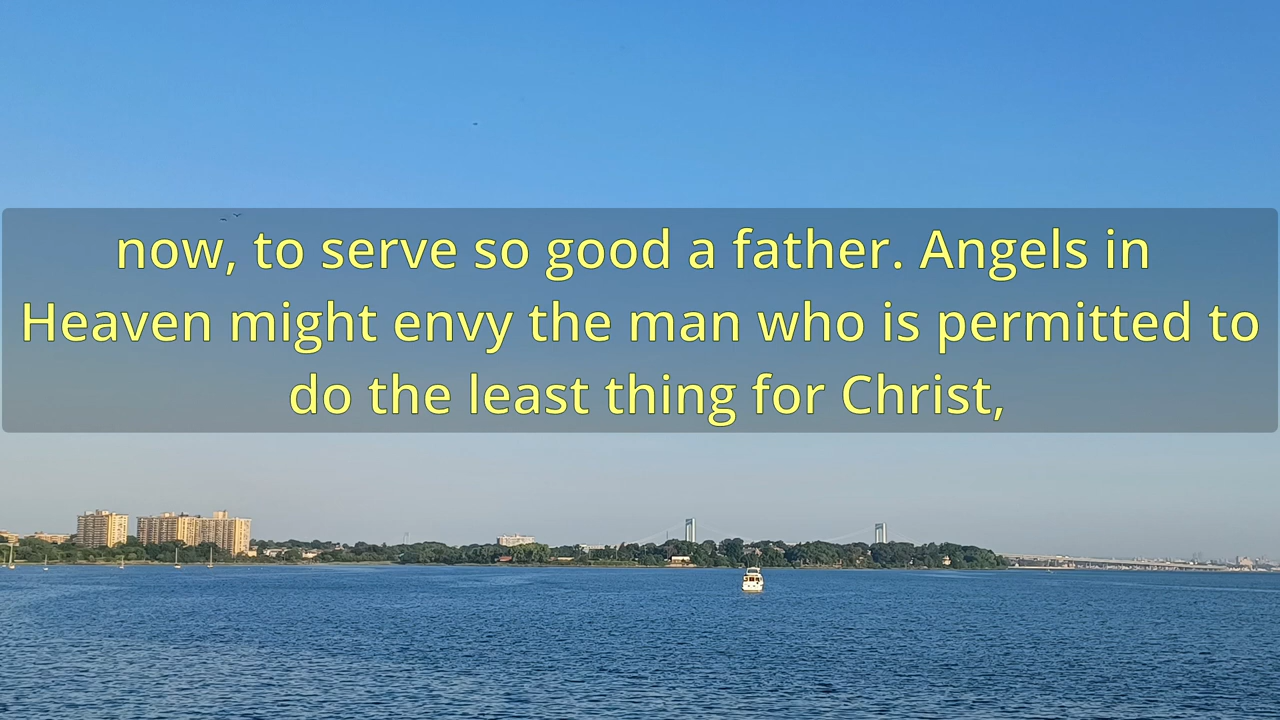 now, to serve so good a father. Angels in
Heaven might envy the man who is permitted to
do the least thing for Christ,